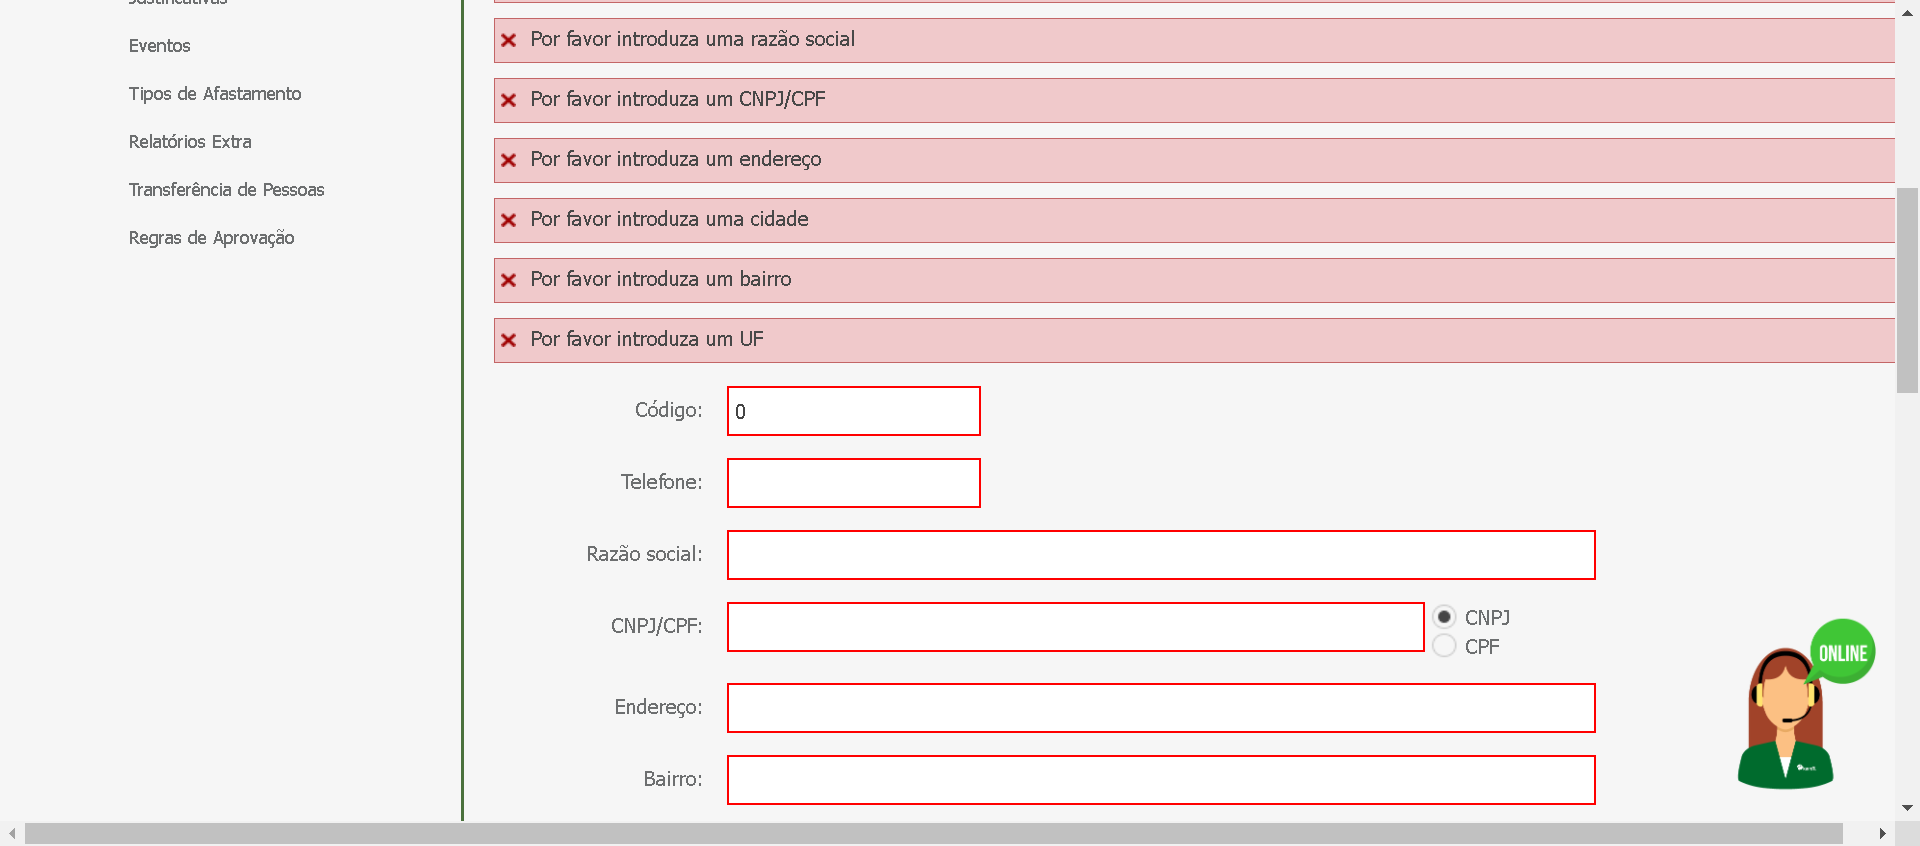 Justificativas
Eventos
Tipos de Afastamento
Relatórios Extra
Transferência de Pessoas
Regras de Aprovação
Por favor introduza uma razão social
Por favor introduza um CNPJ/CPF
Por favor introduza um endereço
Por favor introduza uma cidade
Por favor introduza um bairro
Por favor introduza um UF
Código: 0
Telefone:
Razão social:
CNPJ/CPF:
CNPJ
CPF
Endereço:
Bairro:
ONLINE